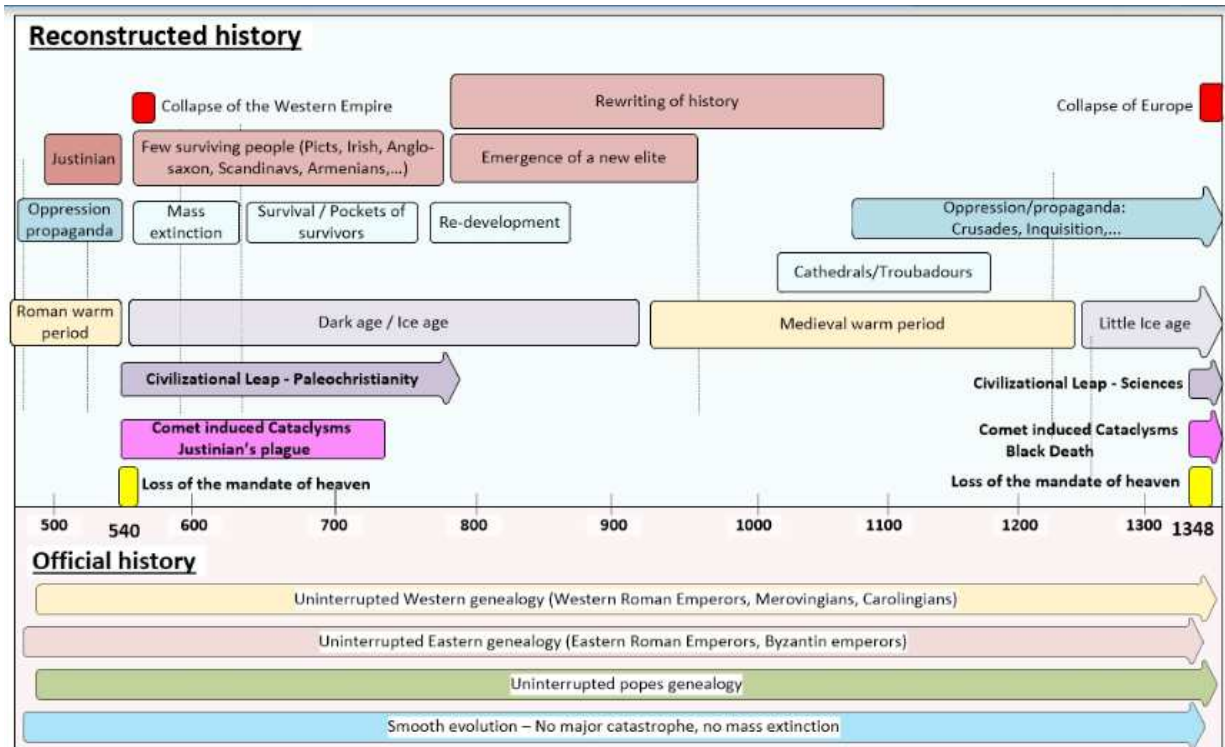 Reconstructed history
Rewriting of history
Collapse of the Western Empire
Collapse of Europe
Justinian
Few surviving people (Picts, Irish, Anglo-
saxon, Scandinavs, Armenians,...)
Emergence of a new elite
Oppression
propaganda
Mass
extinction
Survival / Pockets of
survivors
Re-development
Oppression/propaganda:
Crusades, Inquisition,...
Cathedrals/Troubadours
Roman warm
period
Dark age / Ice age
Medieval warm period
Little Ice age
Civilizational Leap - Paleochristianity
Civilizational Leap - Sciences
Comet induced Cataclysms
Justinian's plague
Comet induced Cataclysms
Black Death
Loss of the mandate of heaven
Loss of the mandate of heaven
500 540 600 700 800 900 1000 1100 1200 1300 1348
Official history
Uninterrupted Western genealogy (Western Roman Emperors, Merovingians, Carolingians)
Uninterrupted Eastern genealogy (Eastern Roman Emperors, Byzantin emperors)
Uninterrupted popes genealogy
Smooth evolution – No major catastrophe, no mass extinction